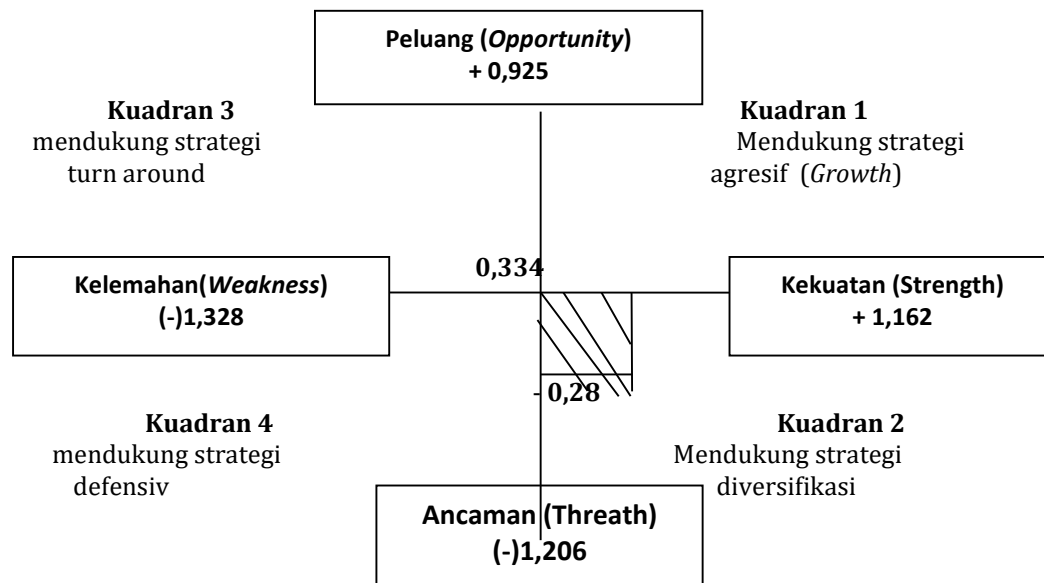 Peluang (Opportunity)
+ 0,925
Kuadran 3
mendukung strategi
turn around
Kuadran 1
Mendukung strategi
agresif (Growth)
0,334
Kelemahan(Weakness)
(-)1,328
Kekuatan (Strength)
+ 1,162
- 0,28
Kuadran 4
mendukung strategi
defensiv
Kuadran 2
Mendukung strategi
diversifikasi
Ancaman (Threath)
(-)1,206